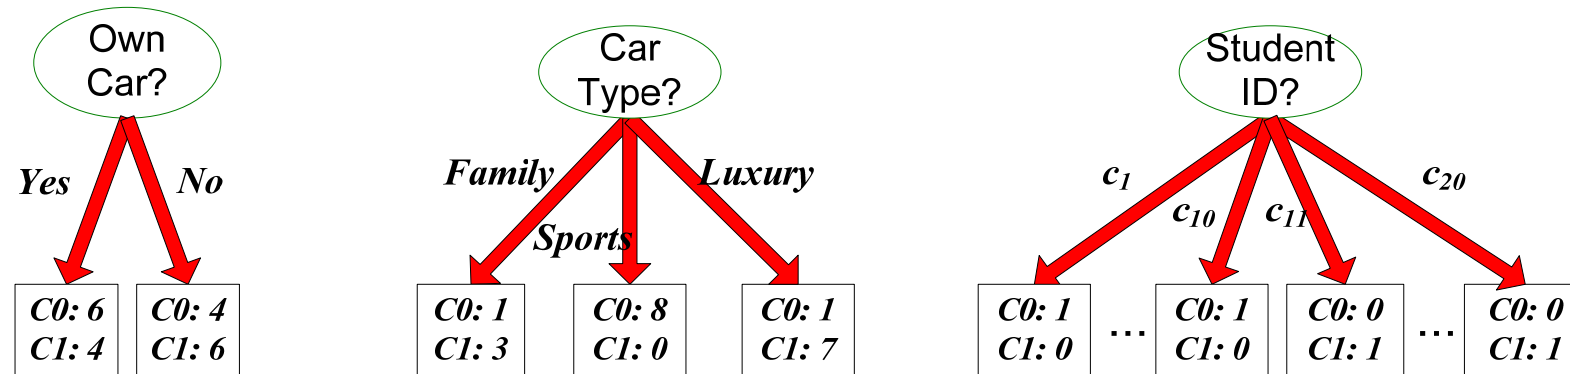 Own
Car?
Yes
No
C0: 6
C1: 4
C0: 4
C1: 6
Car
Type?
Family
Sports
Luxury
C0: 1
C1: 3
C0: 8
C1: 0
C0: 1
C1: 7
Student
ID?
c1
c10
c11
c20
C0: 1
C1: 0
...
C0: 1
C1: 0
C0: 0
C1: 1
...
C0: 0
C1: 1